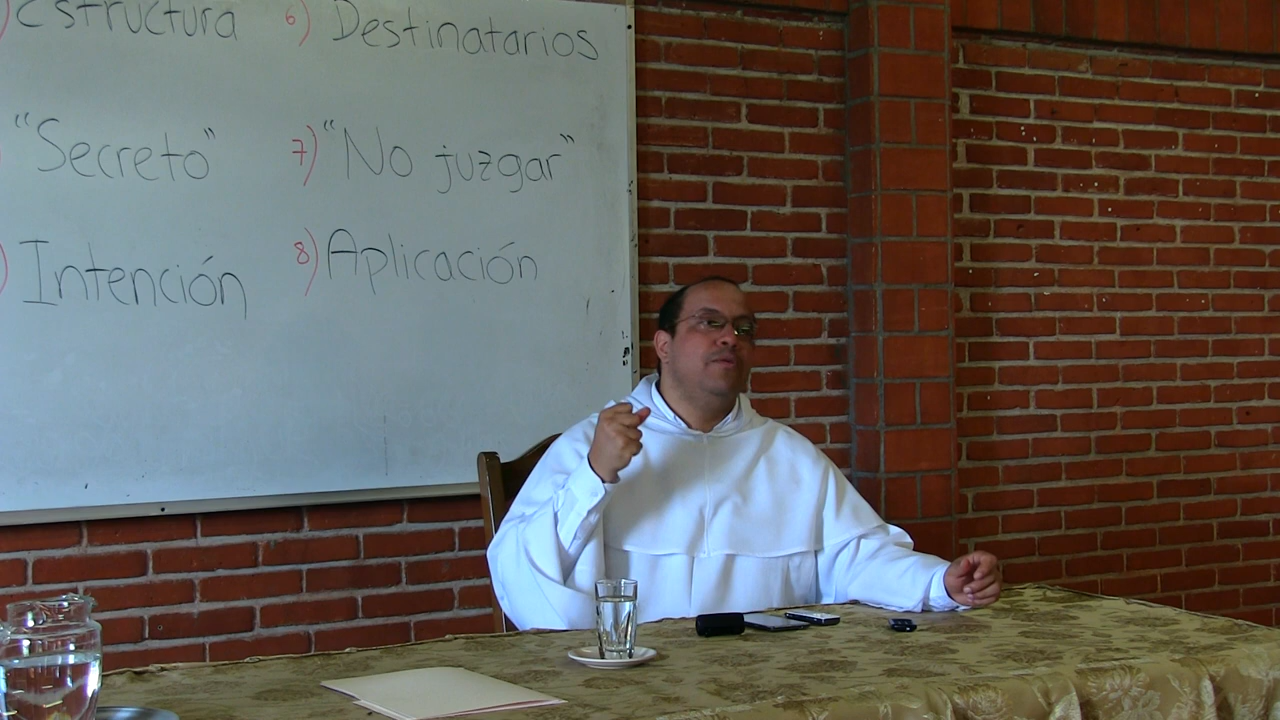 Estructura 6) Destinatarios
"Secreto" 7) "No juzgar"
Intención 8) Aplicación